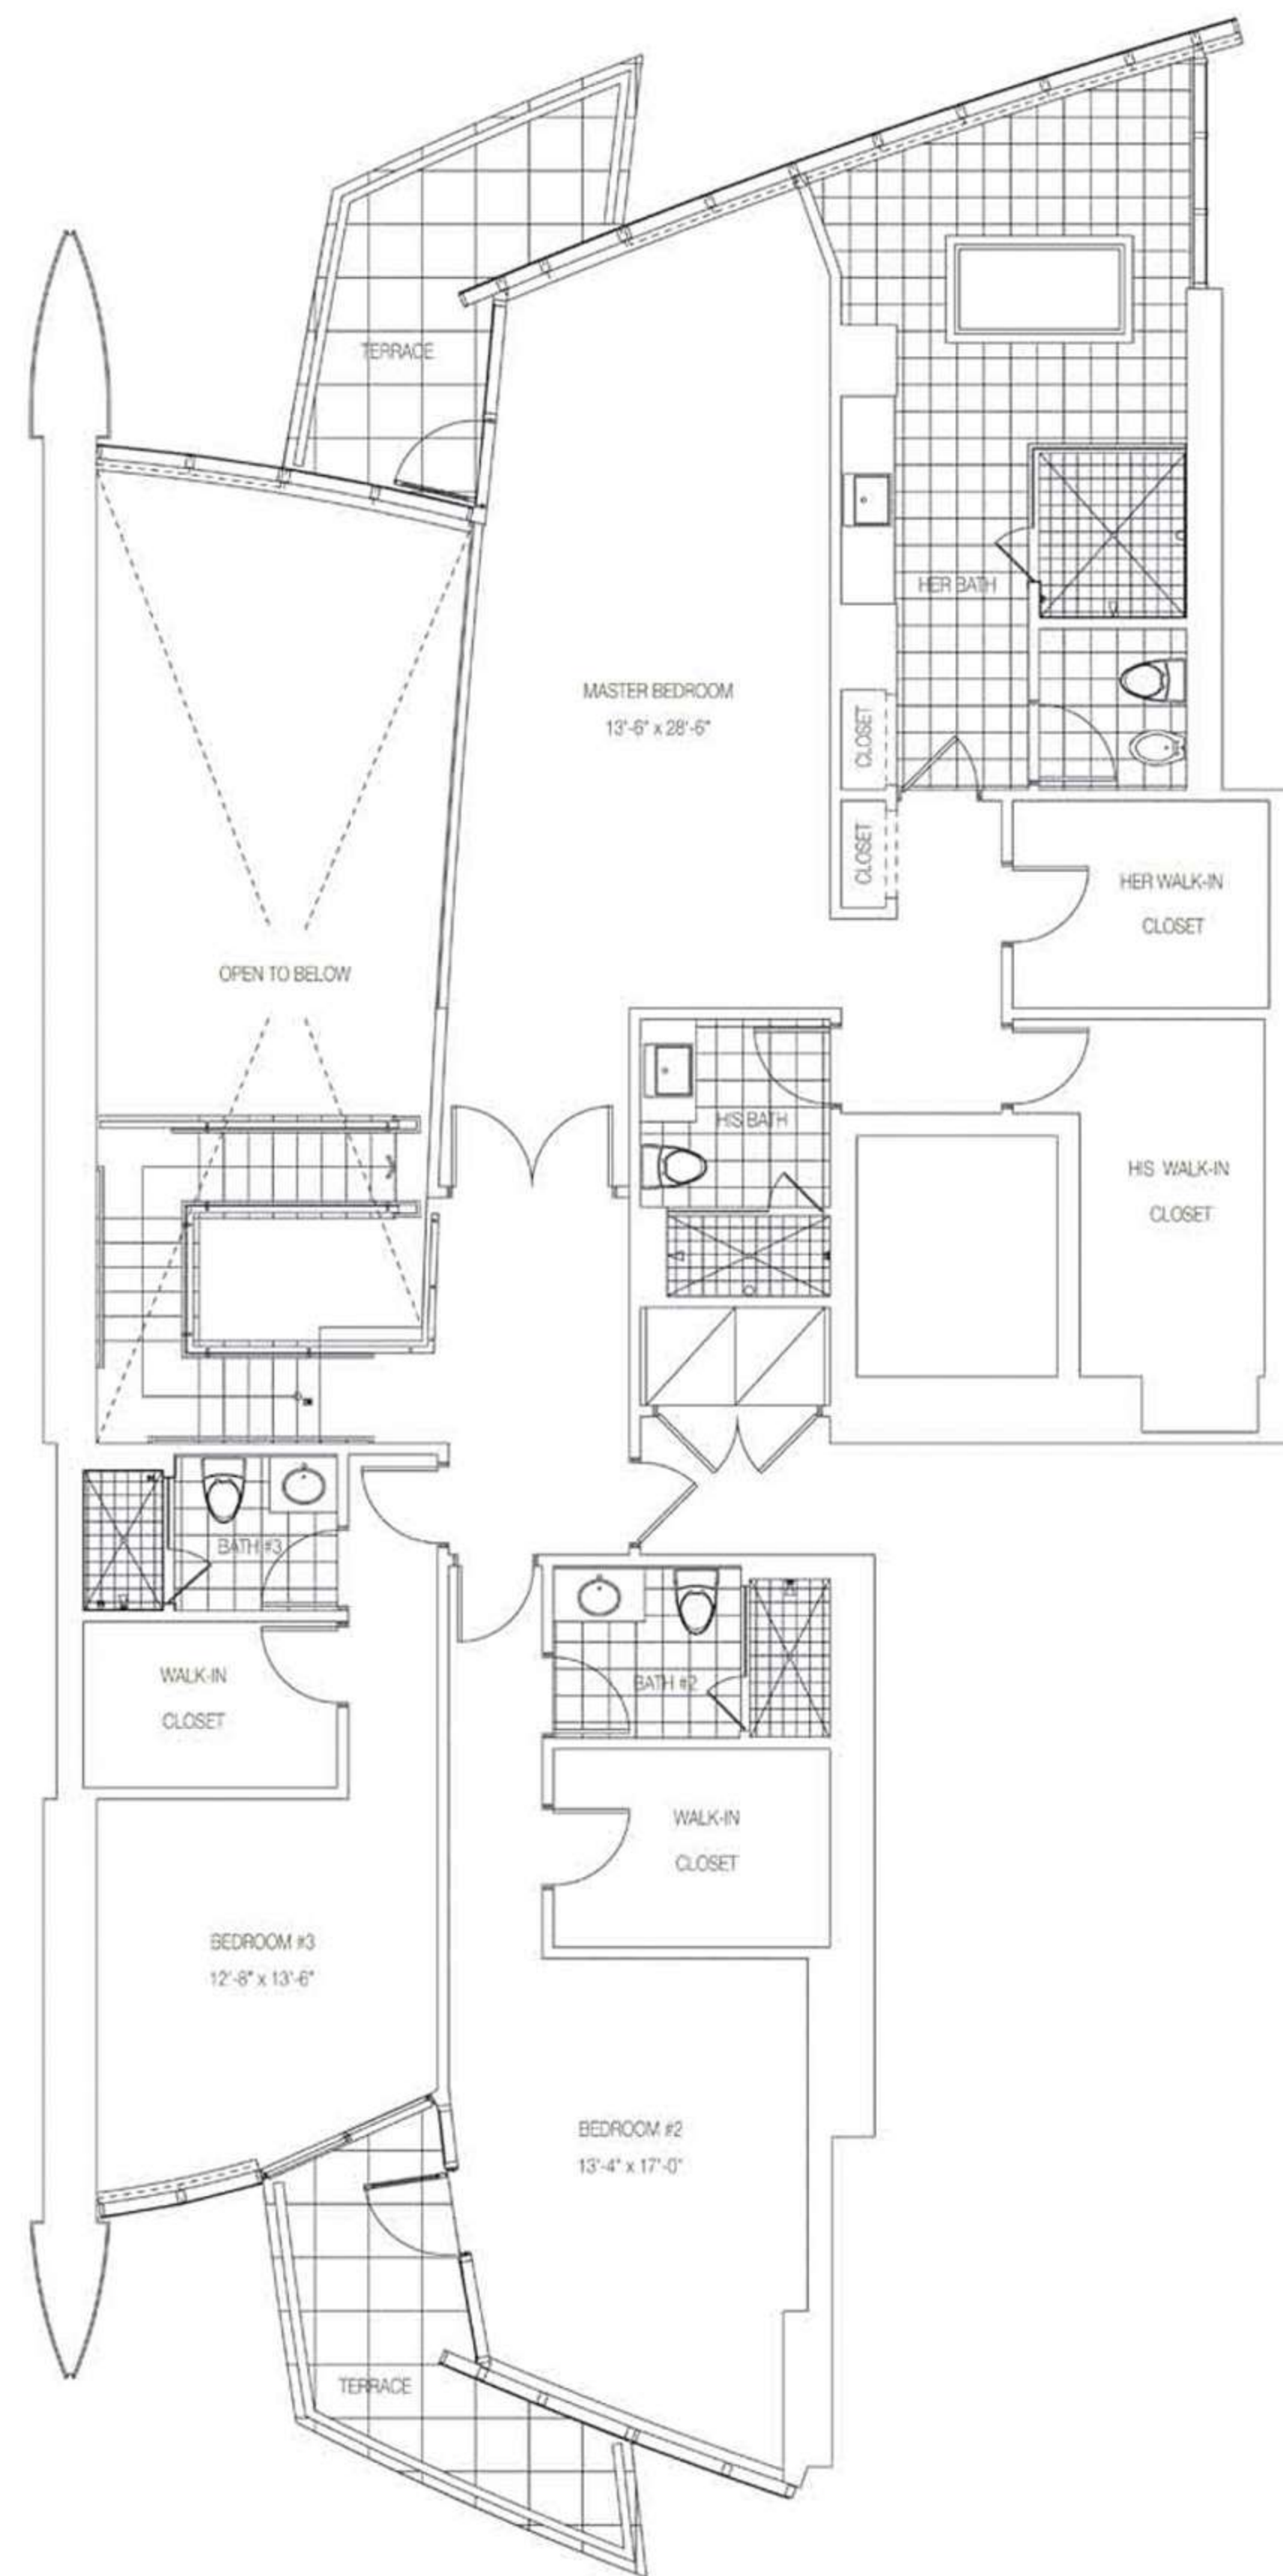 TERRACE
HER BATH
MASTER BEDROOM
13'-6" x 28'-6"
CLOSET
CLOSET
HER WALK-IN
CLOSET
OPEN TO BELOW
HIS BATH
HIS WALK-IN
CLOSET
BATH #3
WALK-IN
CLOSET
BATH #2
WALK-IN
CLOSET
BEDROOM #3
12'-8" x 13'-6"
BEDROOM #2
13'-4" x 17'-0"
TERRACE